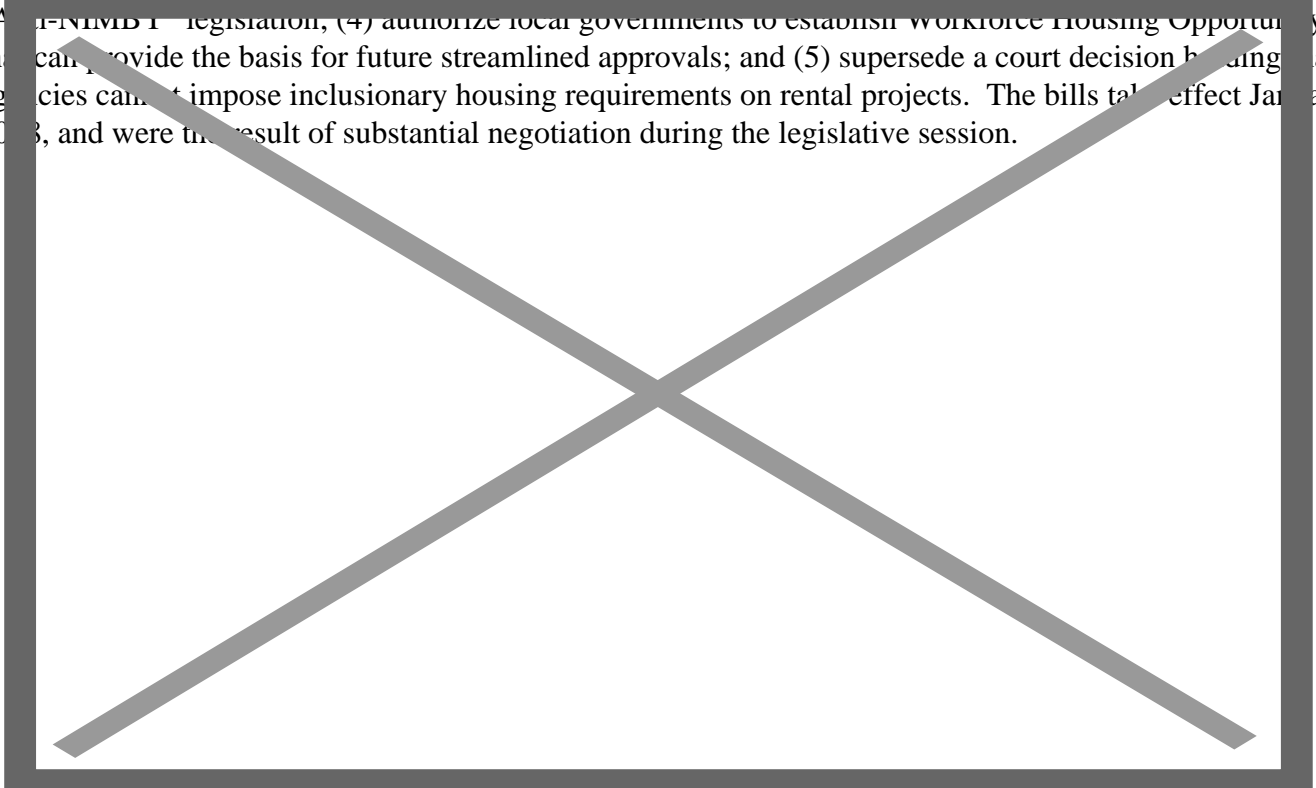 legislation; (4) authorize local governments to establish Workforce Housing
can provide the basis for future streamlined approvals; and (5) supersede a court decision
impose inclusionary housing requirements on rental projects.  The bills effect
and were result of substantial negotiation during the legislative session.